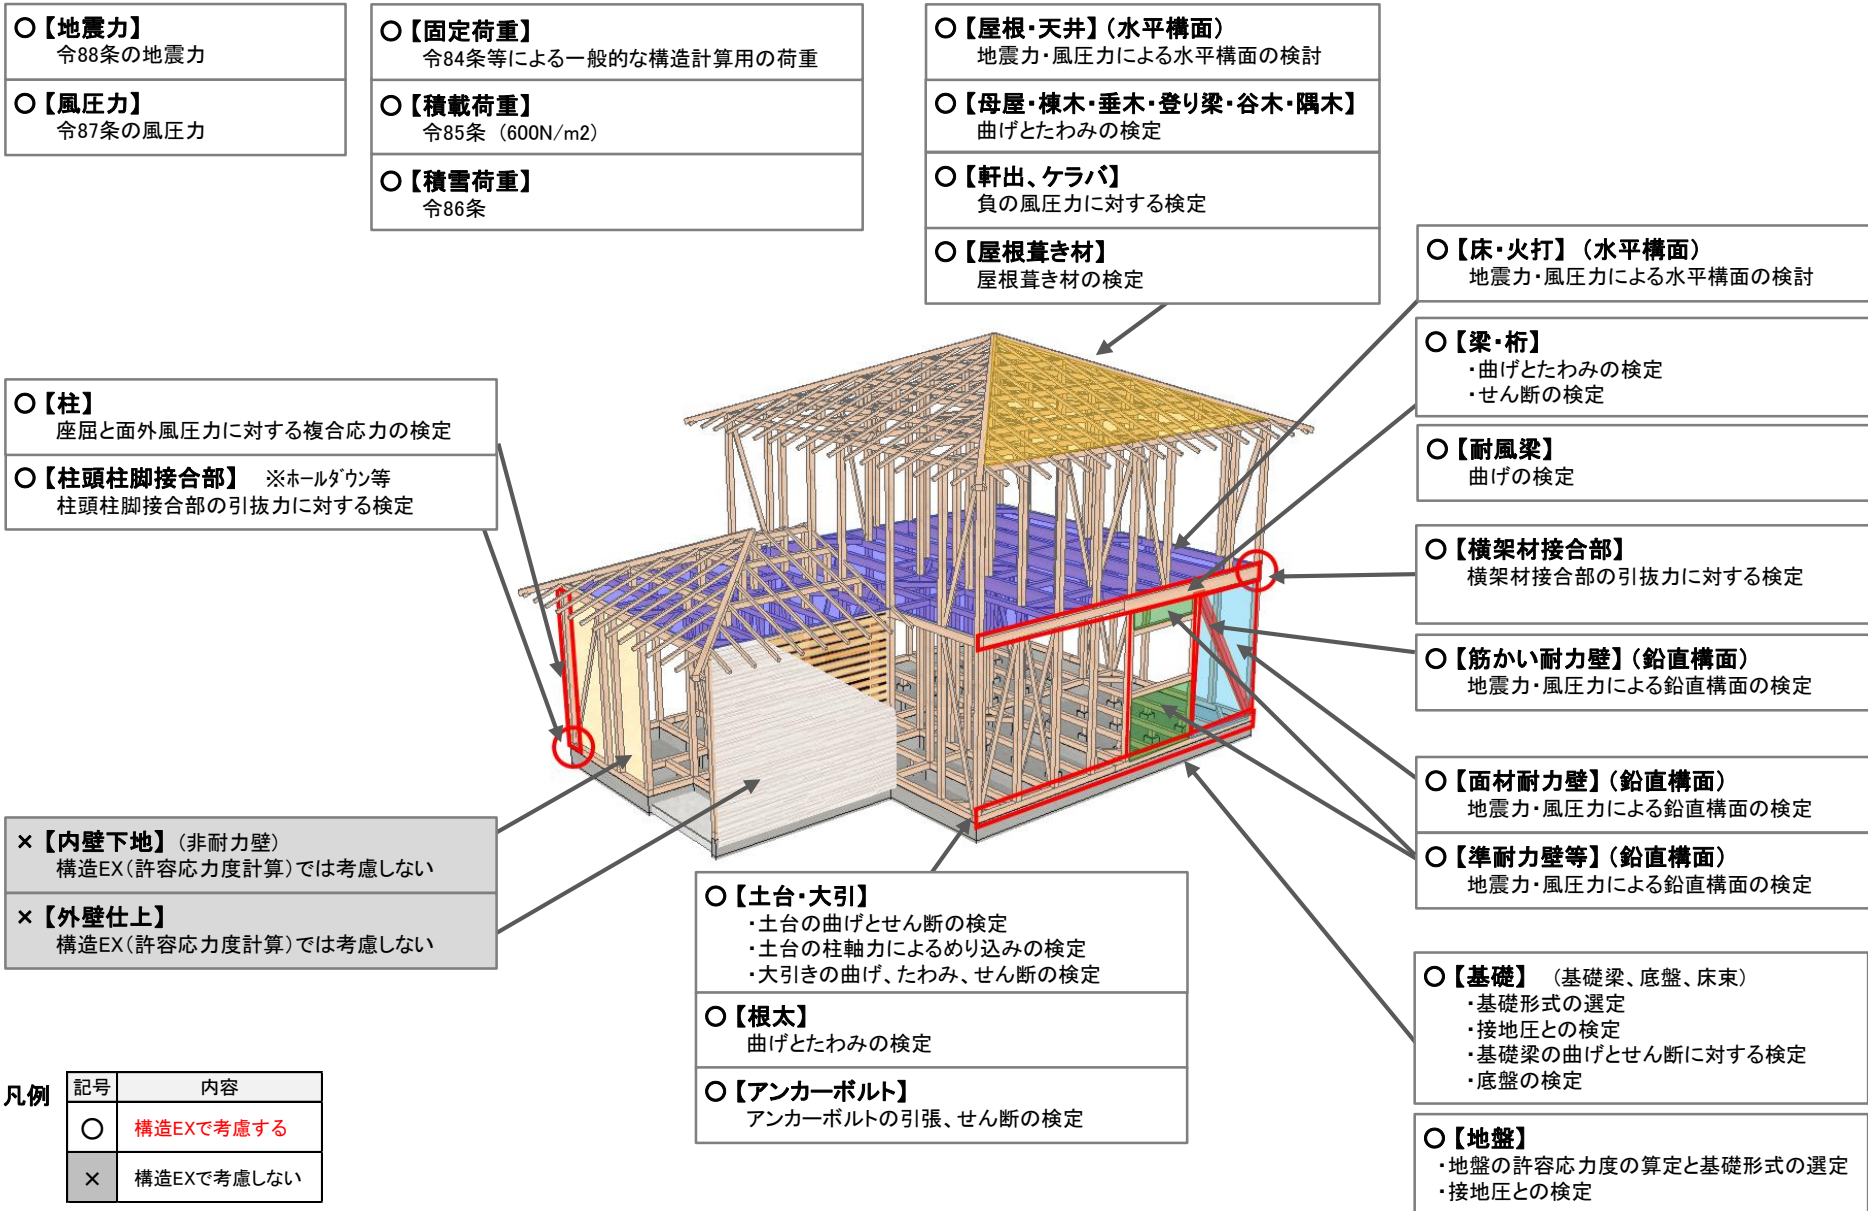 ○【地震力】
令88条の地震力
○【風圧力】
令87条の風圧力
○【固定荷重】
令84条等による一般的な構造計算用の荷重
○【積載荷重】
令85条 (600N/m2)
○【積雪荷重】
令86条
○【屋根・天井】(水平構面)
地震力・風圧力による水平構面の検討
○【母屋・棟木・垂木・登り梁・谷木・隅木】
曲げとたわみの検定
○【軒出、ケラバ】
負の風圧力に対する検定
○【屋根葺き材】
屋根葺き材の検定
○【床・火打】(水平構面)
地震力・風圧力による水平構面の検討
○【梁・桁】
・曲げとたわみの検定
・せん断の検定
○【耐風梁】
曲げの検定
○【横架材接合部】
横架材接合部の引抜力に対する検定
○【筋かい耐力壁】(鉛直構面)
地震力・風圧力による鉛直構面の検定
○【面材耐力壁】(鉛直構面)
地震力・風圧力による鉛直構面の検定
○【準耐力壁等】(鉛直構面)
地震力・風圧力による鉛直構面の検定
○【柱】
座屈と面外風圧力に対する複合応力の検定
○【柱頭柱脚接合部】 ※ホールダウン等
柱頭柱脚接合部の引抜力に対する検定
×【内壁下地】(非耐力壁)
構造EX(許容応力度計算)では考慮しない
×【外壁仕上】
構造EX(許容応力度計算)では考慮しない
○【土台・大引】
・土台の曲げとせん断の検定
・土台の柱軸力によるめり込みの検定
・大引きの曲げ、たわみ、せん断の検定
○【根太】
曲げとたわみの検定
○【アンカーボルト】
アンカーボルトの引張、せん断の検定
○【基礎】 (基礎梁、底盤、床束)
・基礎形式の選定
・接地圧との検定
・基礎梁の曲げとせん断に対する検定
・底盤の検定
○【地盤】
・地盤の許容応力度の算定と基礎形式の選定
・接地圧との検定
凡例
記号 内容
○ 構造EXで考慮する
× 構造EXで考慮しない